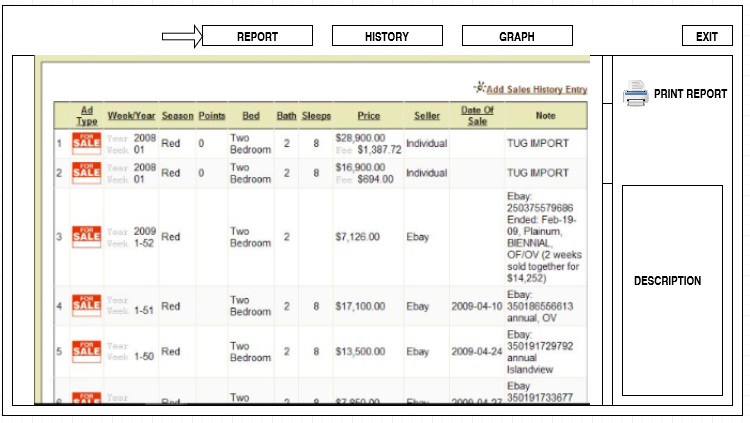 REPORT
HISTORY
GRAPH
EXIT
Add Sales History Entry
PRINT REPORT
Ad Type Week/Year Season Points Bed Bath Sleeps Price Seller Date Of Sale Note
1 FOR SALE Year 2008 Week 01 Red 0 Two Bedroom 2 8 $28,900.00 Fee $1,387.72 Individual TUG IMPORT
2 FOR SALE Year 2008 Week 01 Red 0 Two Bedroom 2 8 $16,900.00 Fee $694.00 Individual TUG IMPORT
3 FOR SALE Year 2009 Week 1-52 Red Two Bedroom 2 $7,126.00 Ebay Ebay:
250375579686
Ended: Feb-19-
09, Plainum,
BIENNIAL,
OF/OV (2 weeks
sold together for
$14,252)
4 FOR SALE Year Week 1-51 Red Two Bedroom 2 8 $17,100.00 Ebay 2009-04-10 Ebay:
350186556613
annual, OV
5 FOR SALE Year Week 1-50 Red Two Bedroom 2 8 $13,500.00 Ebay 2009-04-24 Ebay:
350191729792
annual
Islandview
6 FOR SALE Year Red Two 2 8 $7,850.00 Ebay 2009-04-27 Ebay
350191733677
DESCRIPTION